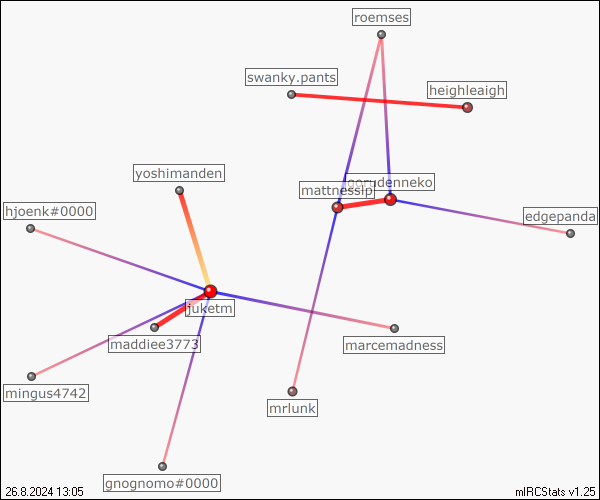 roemses
swanky.pants
heighleaigh
yoshimanden
mattnessip
hjoenk#0000
edgepanda
juketm
maddiee3773
marcemadness
mingus4742
mrlunk
gnognomo#0000
26.8.2024 13:05
mIRCStats v1.25